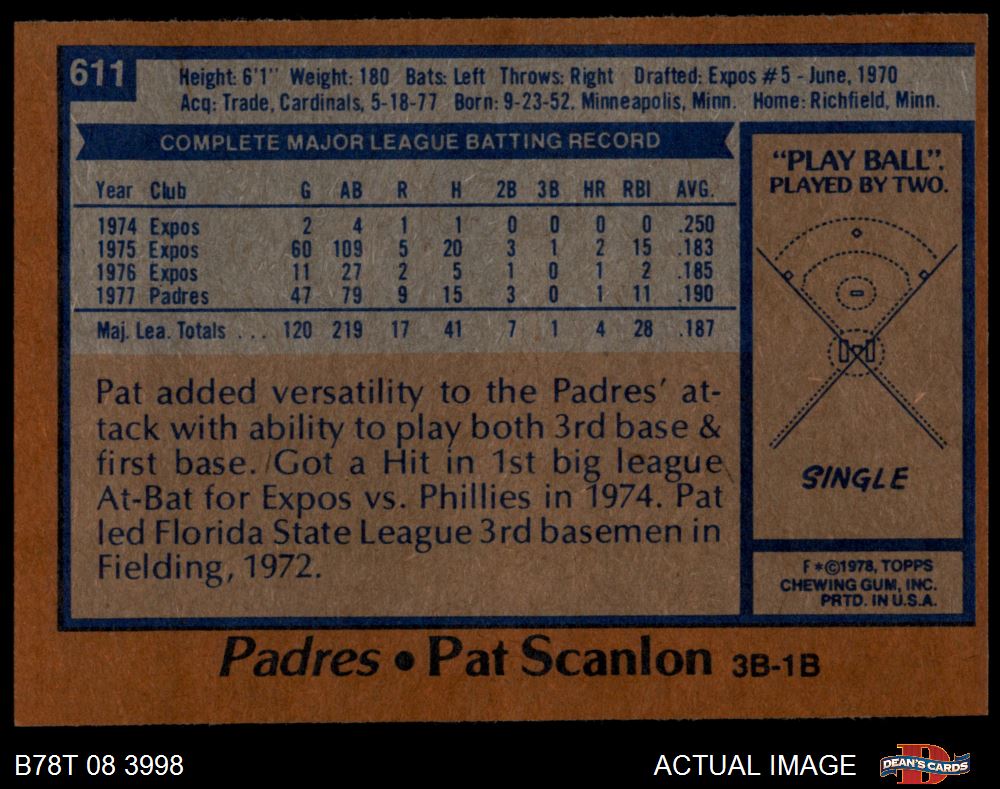 611
Height: 6'1" Weight: 180 Bats: Left Throws: Right Drafted: Expos #5 - June, 1970
Acq: Trade, Cardinals, 5-18-77 Born: 9-23-52, Minneapolis, Minn. Home: Richfield, Minn.
COMPLETE MAJOR LEAGUE BATTING RECORD
Year Club G AB R H 2B 3B HR RBI AVG.
1974 Expos 2 4 1 1 0 0 0 0 .250
1975 Expos 60 109 5 20 3 1 2 15 .183
1976 Expos 11 27 2 5 1 0 1 2 .185
1977 Padres 47 79 9 15 3 0 1 11 .190
Maj. Lea. Totals . . . 120 219 17 41 7 1 4 28 .187
Pat added versatility to the Padres' at-
tack with ability to play both 3rd base &
first base. Got a Hit in 1st big league
At-Bat for Expos vs. Phillies in 1974. Pat
led Florida State League 3rd basemen in
Fielding, 1972.
"PLAY BALL".
PLAYED BY TWO.
SINGLE
F*©1978, TOPPS
CHEWING GUM, INC.
PRTD. IN U.S.A.
Padres • Pat Scanlon 3B-1B
B78T 08 3998
ACTUAL IMAGE
DEAN'S CARDS